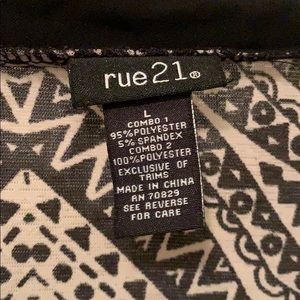 rue21®
L
COMBO 1
95%POLYESTER
5% SPANDEX
COMBO 2
100%POLYESTER
EXCLUSIVE OF
TRIMS
MADE IN CHINA
RN 70829
SEE REVERSE
FOR CARE